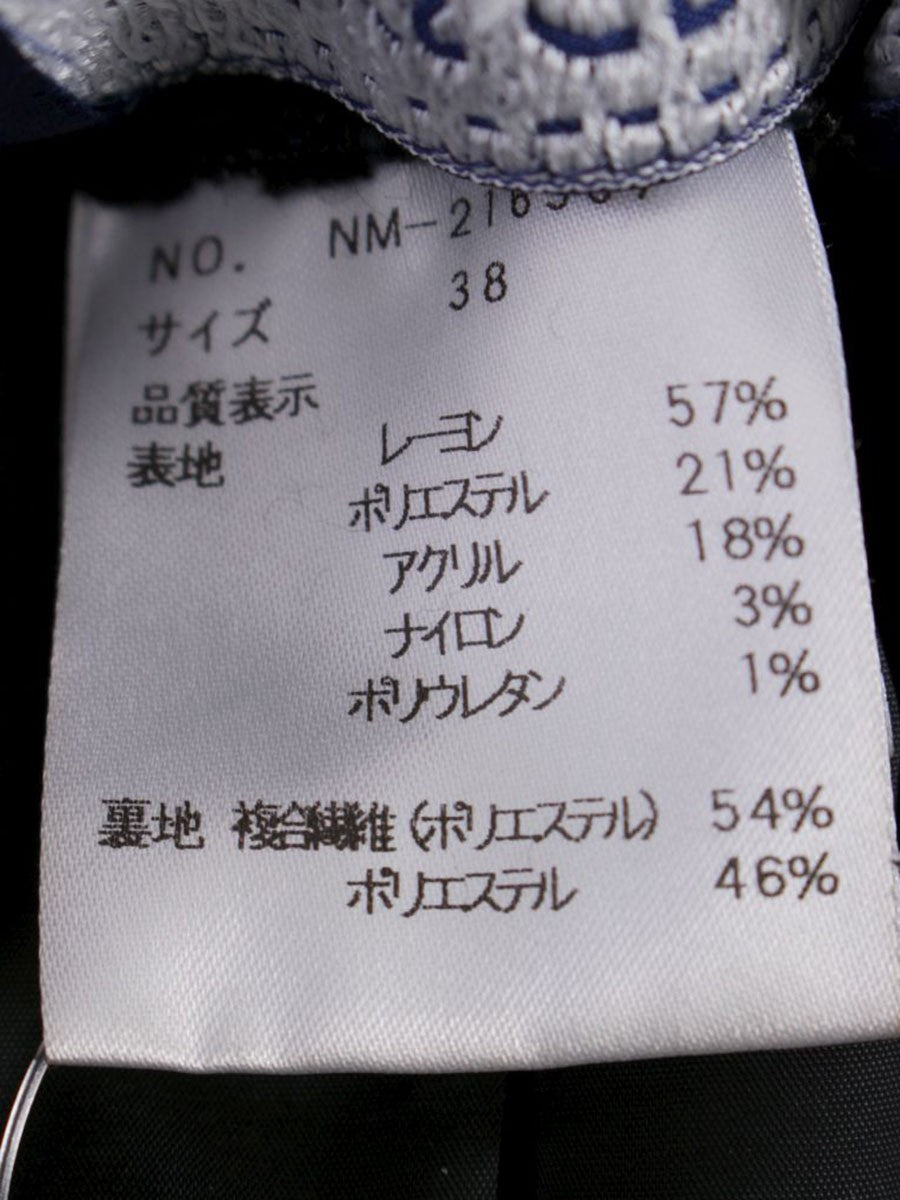 NO. NM-216
サイズ 38
品質表示
表地 レーヨン 57%
ポリエステル 21%
アクリル 18%
ナイロン 3%
ポリウレタン 1%
裏地 複合繊維(ポリエステル) 54%
ポリエステル 46%